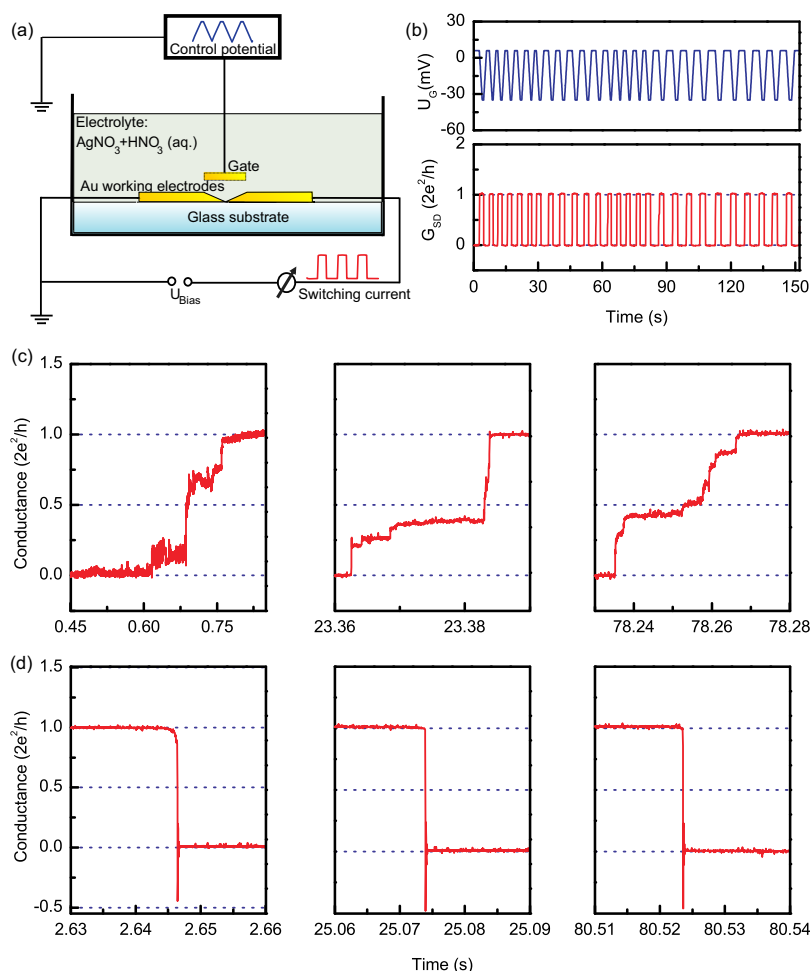 (a)
Control potential
Electrolyte:
AgNO3+HNO3 (aq.)
Gate
Au working electrodes
Glass substrate
UBias
Switching current
(b)
UG(mV)
30
0
-30
-60
GSD (2e²/h)
2
1
0
0 30 60 90 120 150
Time (s)
(c)
Conductance (2e²/h)
1.5
1.0
0.5
0.0
0.45 0.60 0.75
23.36 23.38
78.24 78.26 78.28
(d)
Conductance (2e²/h)
1.5
1.0
0.5
0.0
-0.5
2.63 2.64 2.65 2.66
25.06 25.07 25.08 25.09
80.51 80.52 80.53 80.54
Time (s)